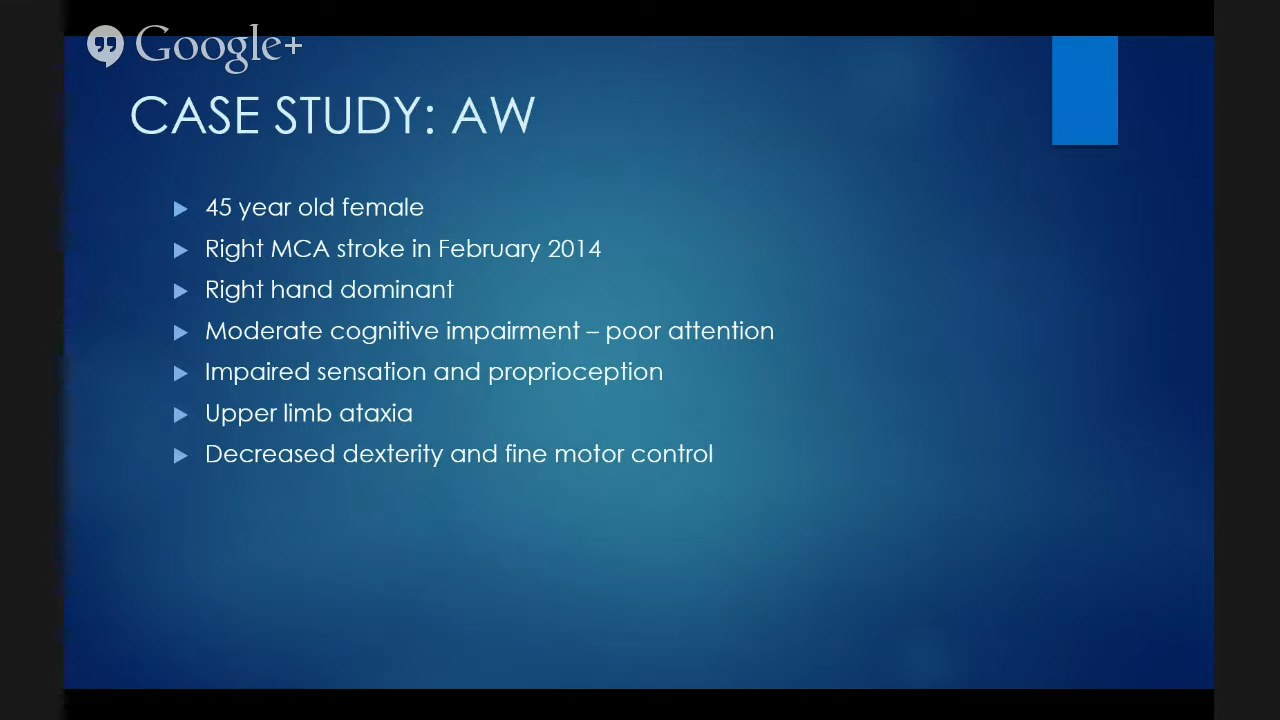 Google+
CASE STUDY: AW
45 year old female
Right MCA stroke in February 2014
Right hand dominant
Moderate cognitive impairment – poor attention
Impaired sensation and proprioception
Upper limb ataxia
Decreased dexterity and fine motor control